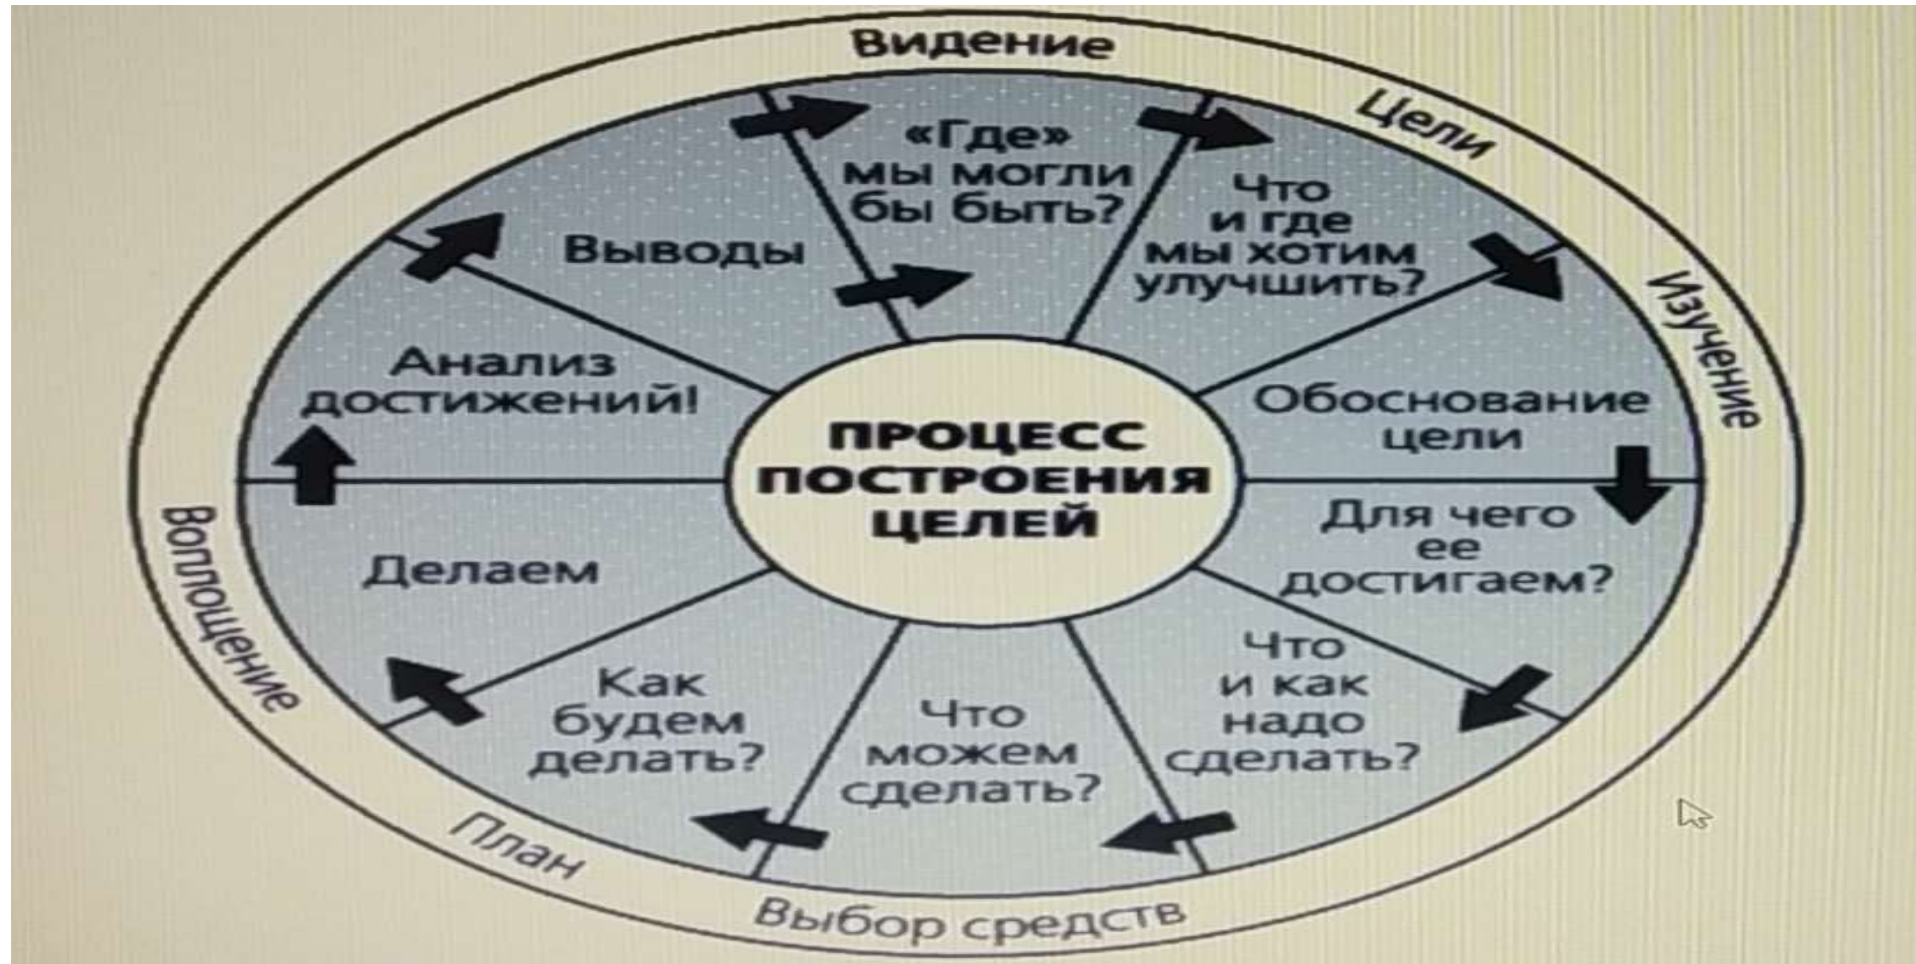 Видение
Цели
Изучение
Выбор средств
План
Воплощение
«Где»
мы могли
бы быть?
Что
и где
мы хотим
улучшить?
Обоснование
цели
Для чего
ее
достигаем?
Что
и как
надо
сделать?
Что
можем
сделать?
Как
будем
делать?
Делаем
Анализ
достижений!
Выводы
ПРОЦЕСС
ПОСТРОЕНИЯ
ЦЕЛЕЙ